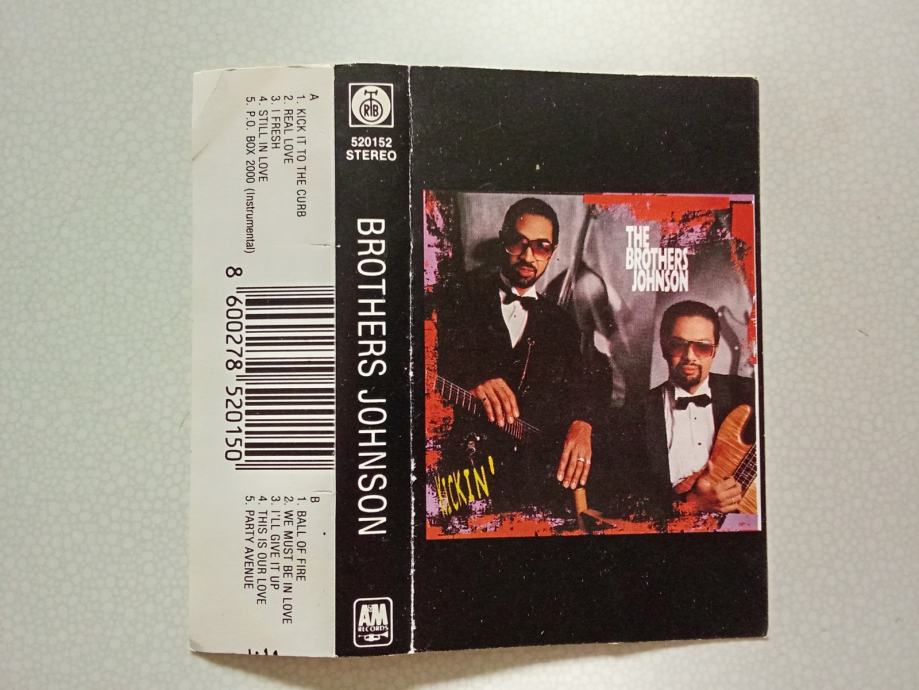 A
1. KICK IT TO THE CURB
2. REAL LOVE
3. I FRESH
4. STILL IN LOVE
5. P.O. BOX 2000 (Instrumental)
8 600278 520150
B
1. BALL OF FIRE
2. WE MUST BE IN LOVE
3. I'LL GIVE IT UP
4. THIS IS OUR LOVE
5. PARTY AVENUE
RTB
520152
STEREO
BROTHERS JOHNSON
A&M
RECORDS
THE
BROTHERS
JOHNSON
KICKIN'